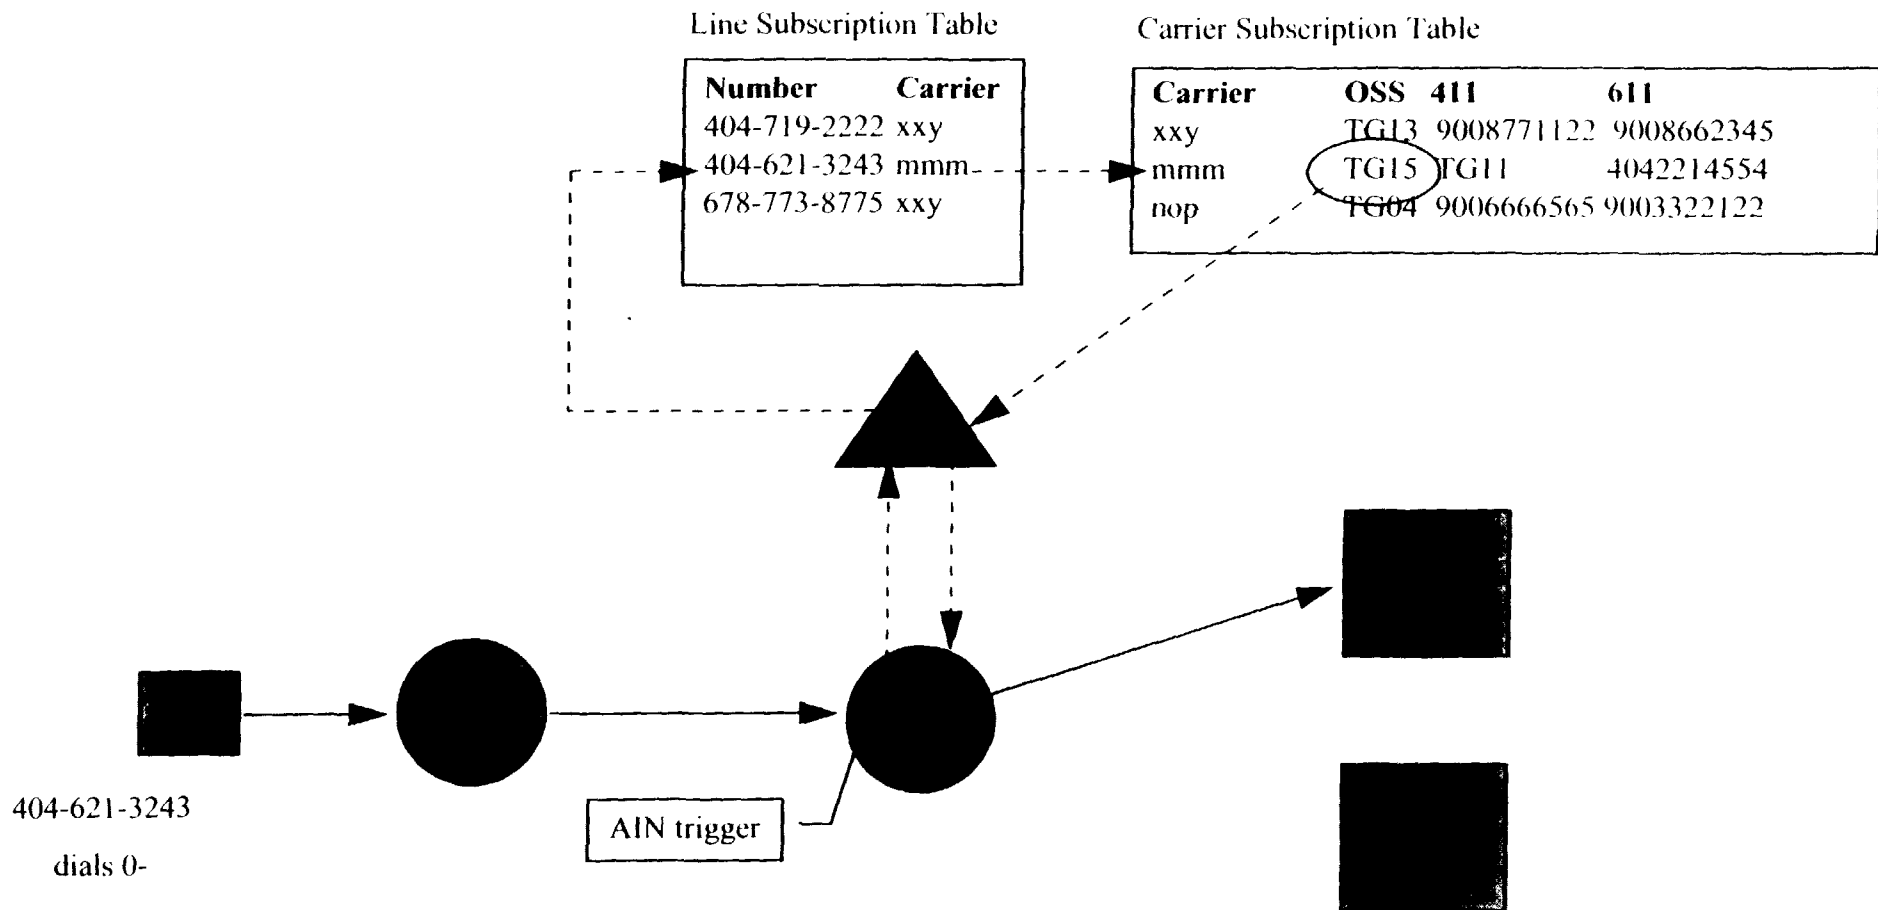 Line Subscription Table
Carrier Subscription Table
Number Carrier
404-719-2222 xxy
404-621-3243 mmm
678-773-8775 xxy
Carrier OSS 411 611
xxy TG13 9008771122 9008662345
mmm TG15 TG11 4042214554
nop TG04 9006666565 9003322122
404-621-3243
dials 0-
AIN trigger